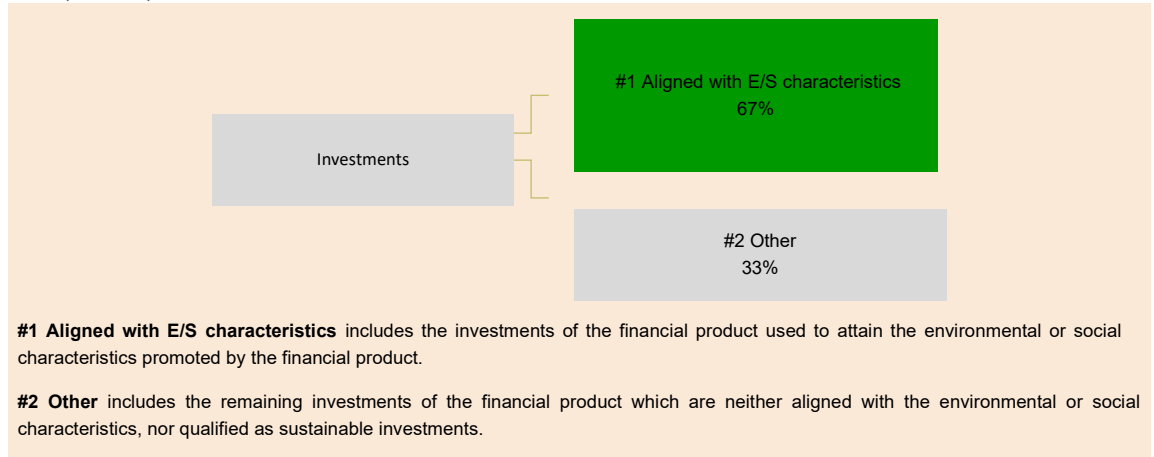 #1 Aligned with E/S characteristics
67%
Investments
#2 Other
33%
#1 Aligned with E/S characteristics includes the investments of the financial product used to attain the environmental or social
characteristics promoted by the financial product.
#2 Other includes the remaining investments of the financial product which are neither aligned with the environmental or social
characteristics, nor qualified as sustainable investments.